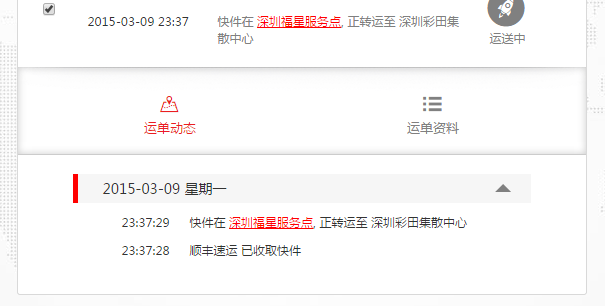 2015-03-09 23:37
快件在 深圳福星服务点, 正转运至 深圳彩田集
散中心
运送中
运单动态
运单资料
2015-03-09 星期一
23:37:29 快件在 深圳福星服务点, 正转运至 深圳彩田集散中心
23:37:28 顺丰速运 已收取快件